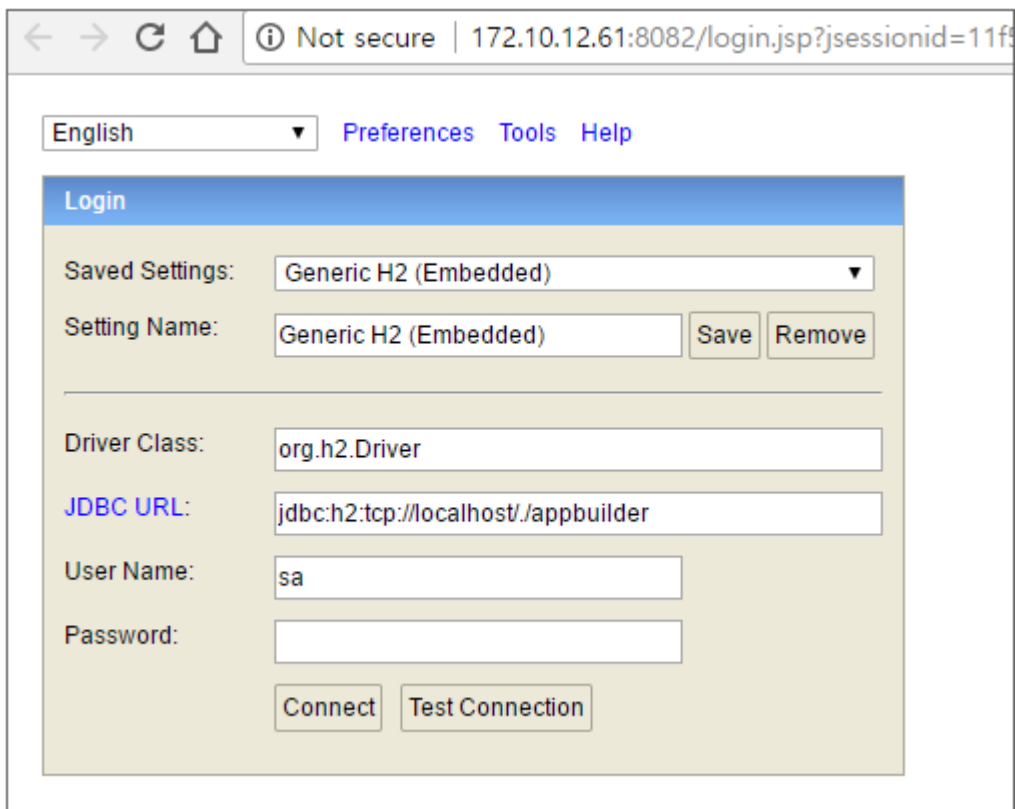 Not secure | 172.10.12.61:8082/login.jsp?jsessionid=11f
English Preferences Tools Help
Login
Saved Settings: Generic H2 (Embedded)
Setting Name: Generic H2 (Embedded) Save Remove
Driver Class: org.h2.Driver
JDBC URL: jdbc:h2:tcp://localhost/./appbuilder
User Name: sa
Password:
Connect Test Connection